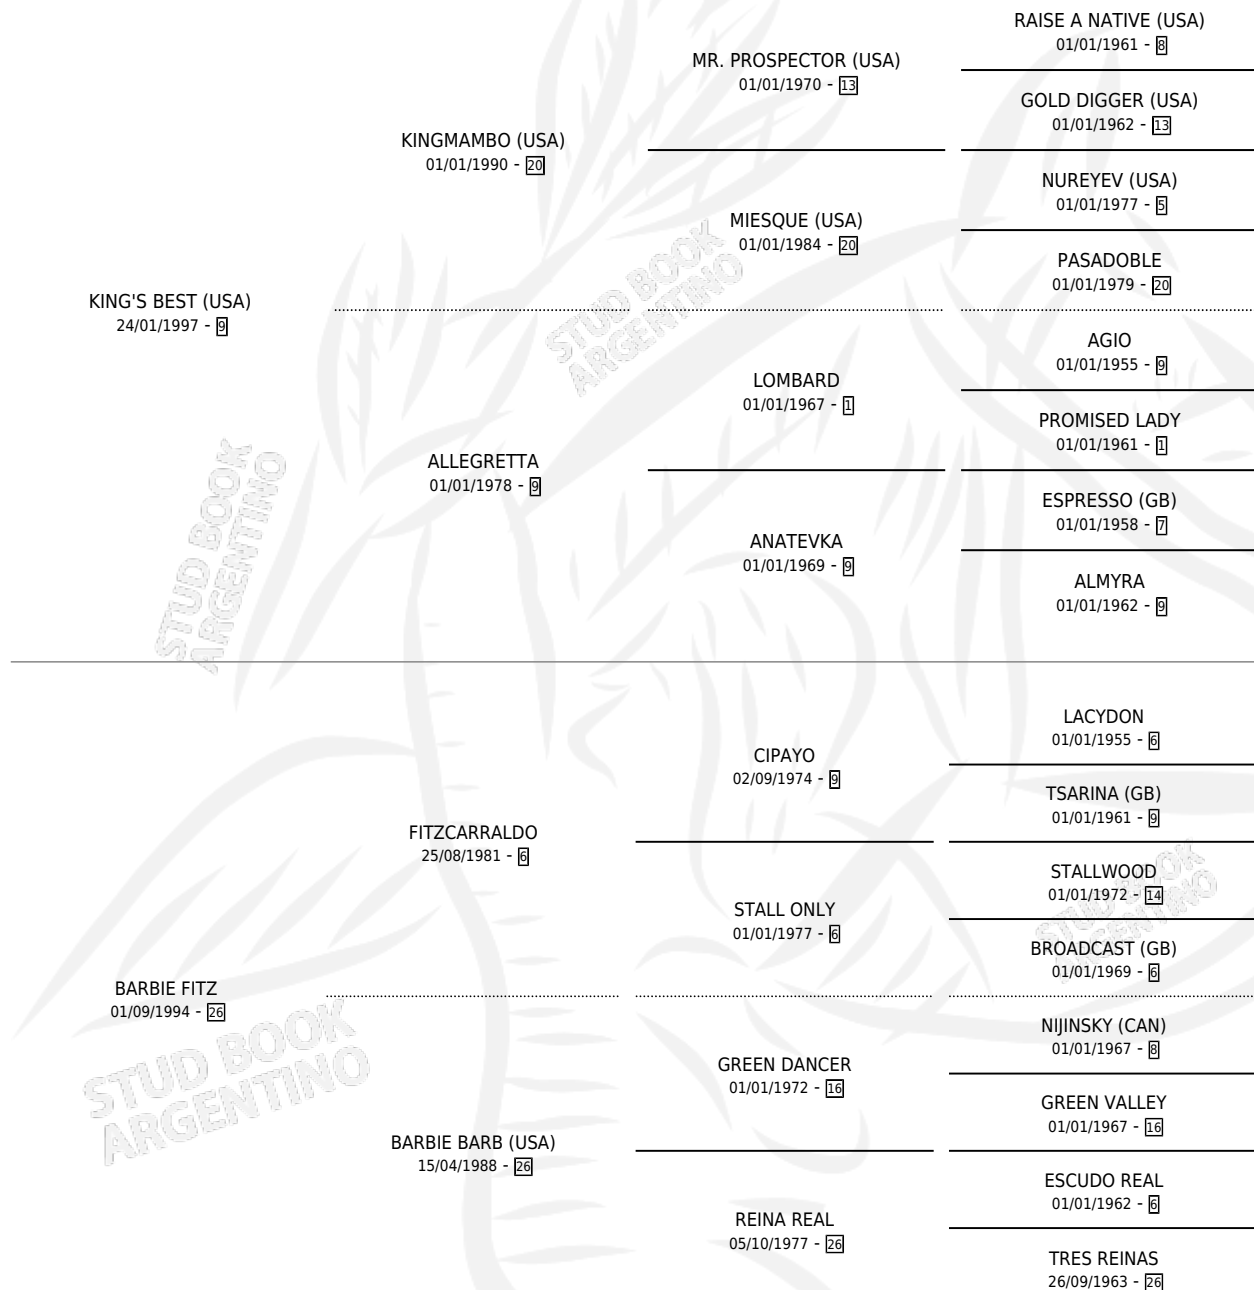 RAISE A NATIVE (USA)
01/01/1961 - 8
MR. PROSPECTOR (USA)
01/01/1970 - 13
GOLD DIGGER (USA)
01/01/1962 - 13
KINGMAMBO (USA)
01/01/1990 - 20
NUREYEV (USA)
01/01/1977 - 5
MIESQUE (USA)
01/01/1984 - 20
PASADOBLE
01/01/1979 - 20
KING'S BEST (USA)
24/01/1997 - 9
AGIO
01/01/1955 - 9
LOMBARD
01/01/1967 - 1
PROMISED LADY
01/01/1961 - 1
ALLEGRETTA
01/01/1978 - 9
ESPRESSO (GB)
01/01/1958 - 7
ANATEVKA
01/01/1969 - 9
ALMYRA
01/01/1962 - 9
LACYDON
01/01/1955 - 6
CIPAYO
02/09/1974 - 9
TSARINA (GB)
01/01/1961 - 9
FITZCARRALDO
25/08/1981 - 6
STALLWOOD
01/01/1972 - 14
STALL ONLY
01/01/1977 - 6
BROADCAST (GB)
01/01/1969 - 6
BARBIE FITZ
01/09/1994 - 26
NIJINSKY (CAN)
01/01/1967 - 8
GREEN DANCER
01/01/1972 - 16
GREEN VALLEY
01/01/1967 - 16
BARBIE BARB (USA)
15/04/1988 - 26
ESCUDO REAL
01/01/1962 - 6
REINA REAL
05/10/1977 - 26
TRES REINAS
26/09/1963 - 26
STUD BOOK
ARGENTINO
STUD BOOK
ARGENTINO
STUD BOOK
ARGENTINO
STUD BOOK
ARGENTINO